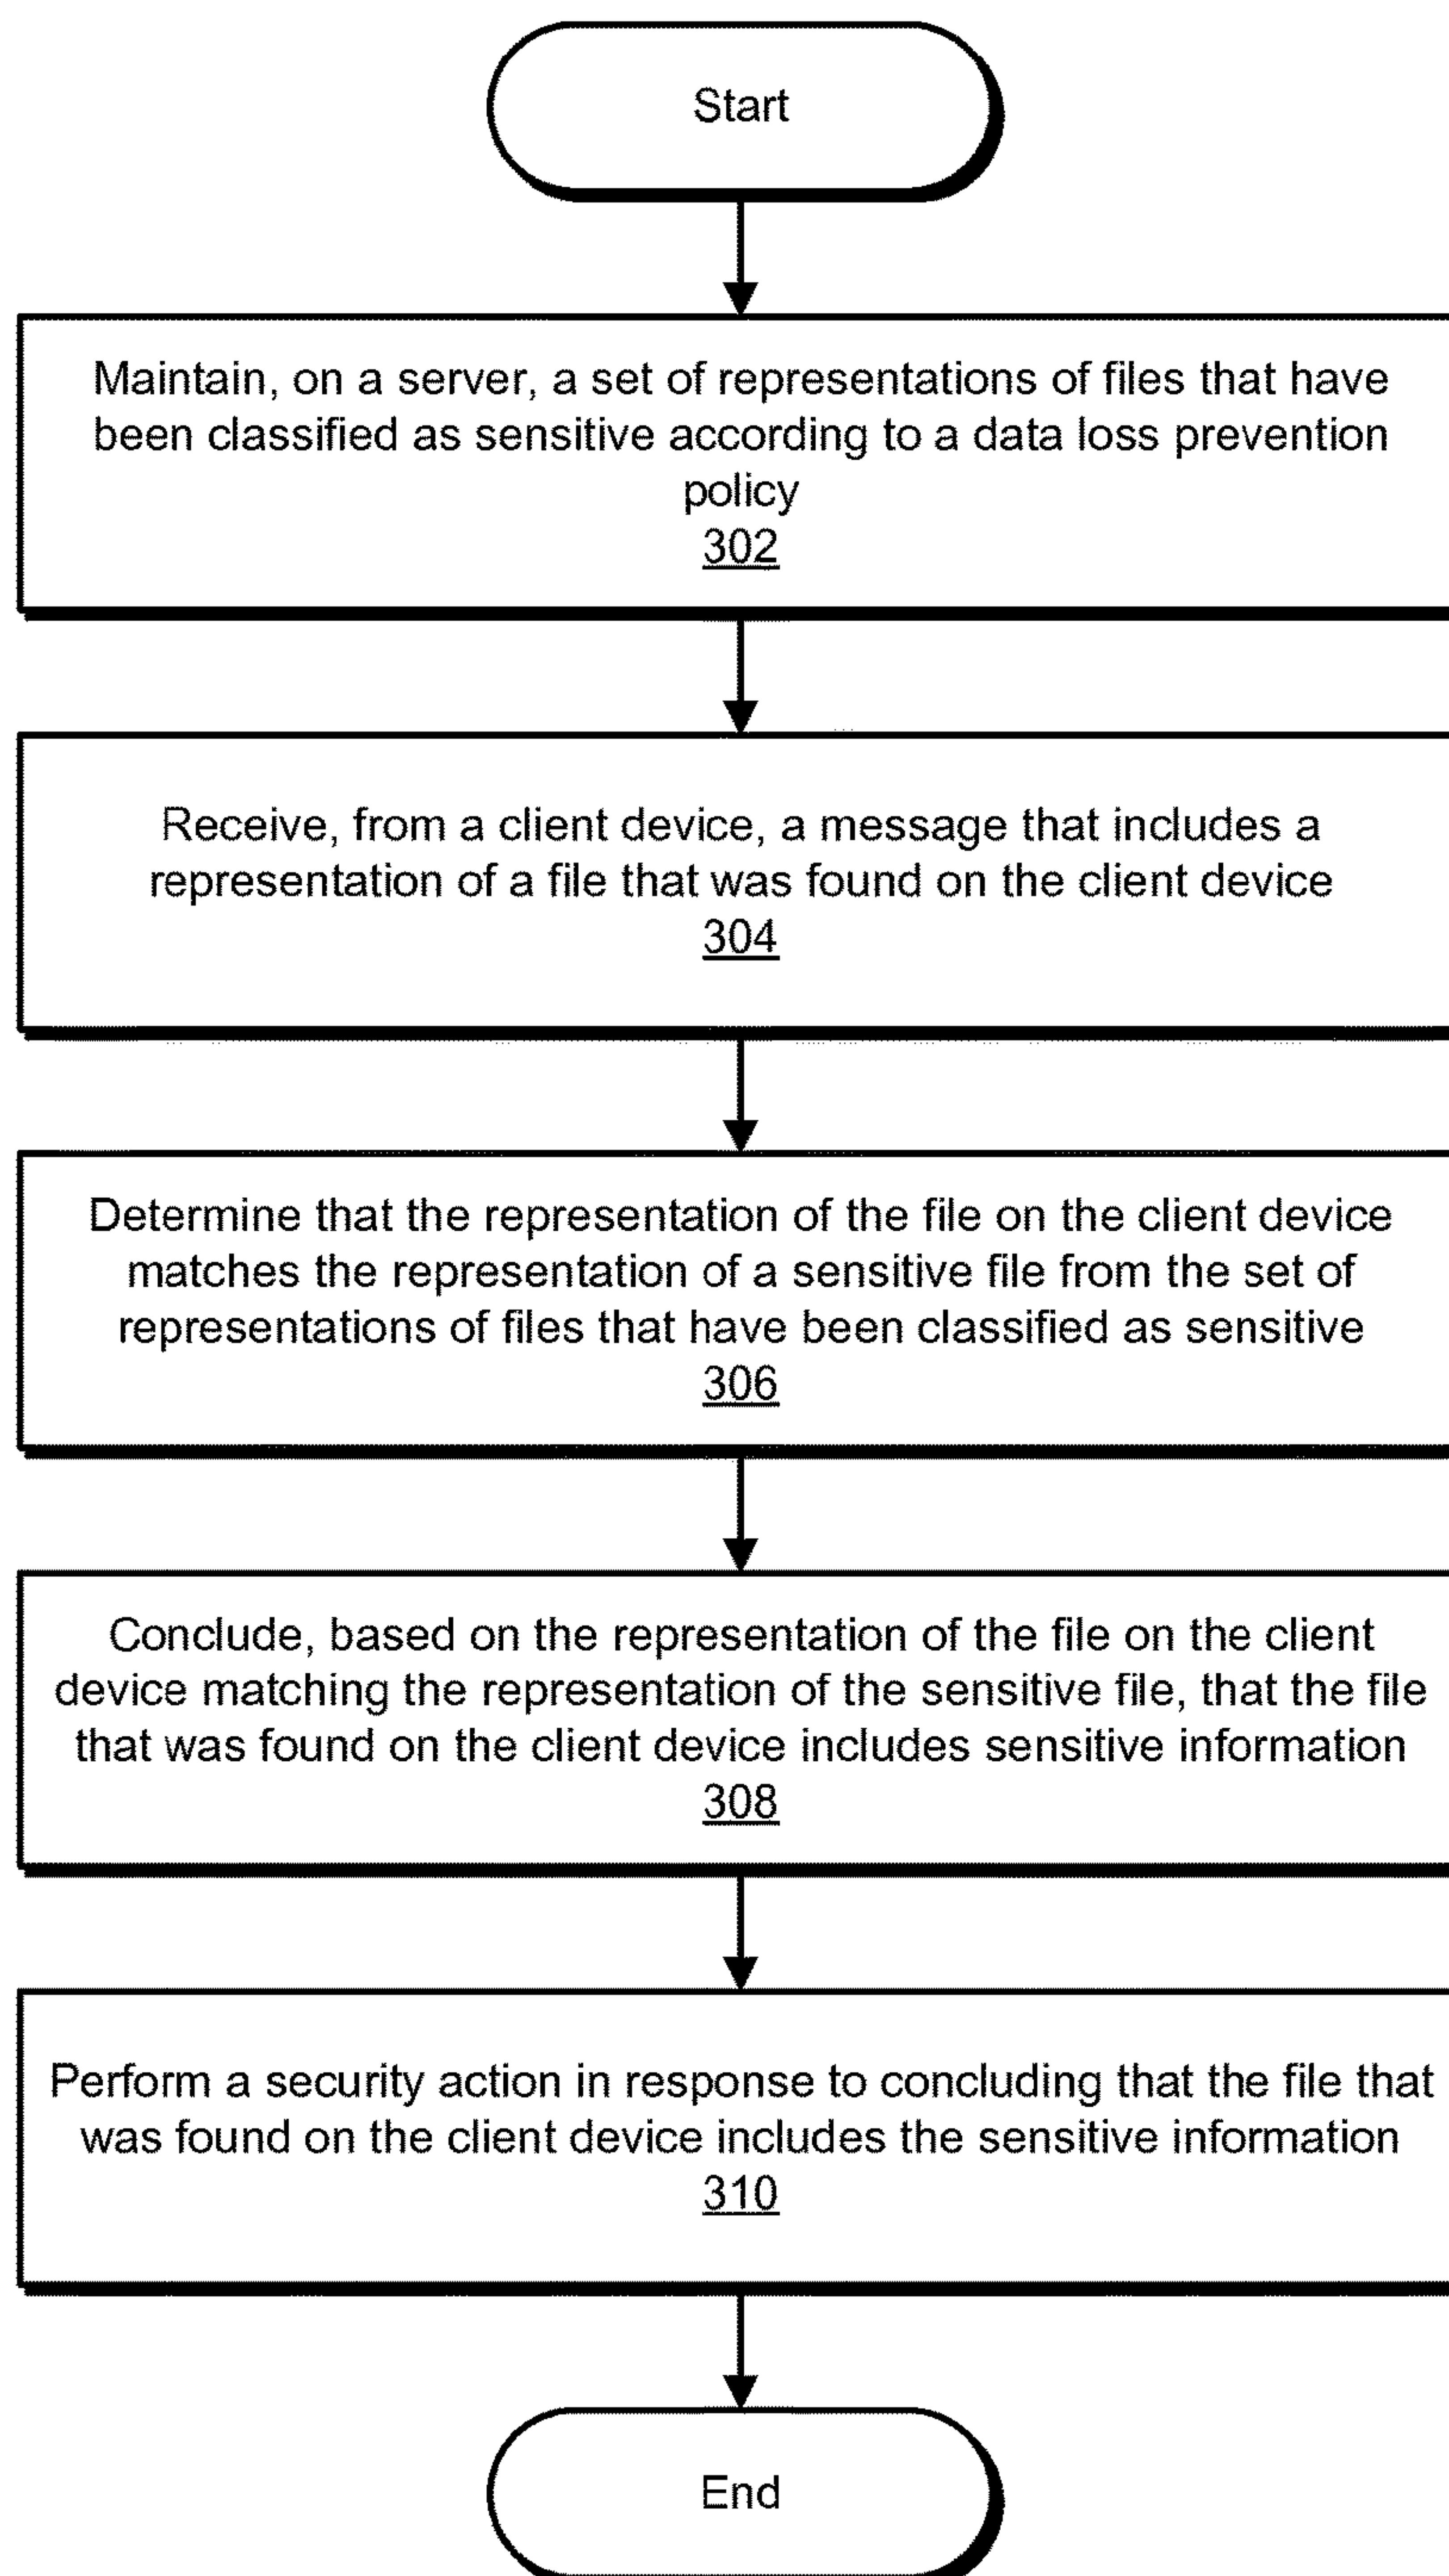 Start
Maintain, on a server, a set of representations of files that have
been classified as sensitive according to a data loss prevention
policy
302
Receive, from a client device, a message that includes a
representation of a file that was found on the client device
304
Determine that the representation of the file on the client device
matches the representation of a sensitive file from the set of
representations of files that have been classified as sensitive
306
Conclude, based on the representation of the file on the client
device matching the representation of the sensitive file, that the file
that was found on the client device includes sensitive information
308
Perform a security action in response to concluding that the file that
was found on the client device includes the sensitive information
310
End